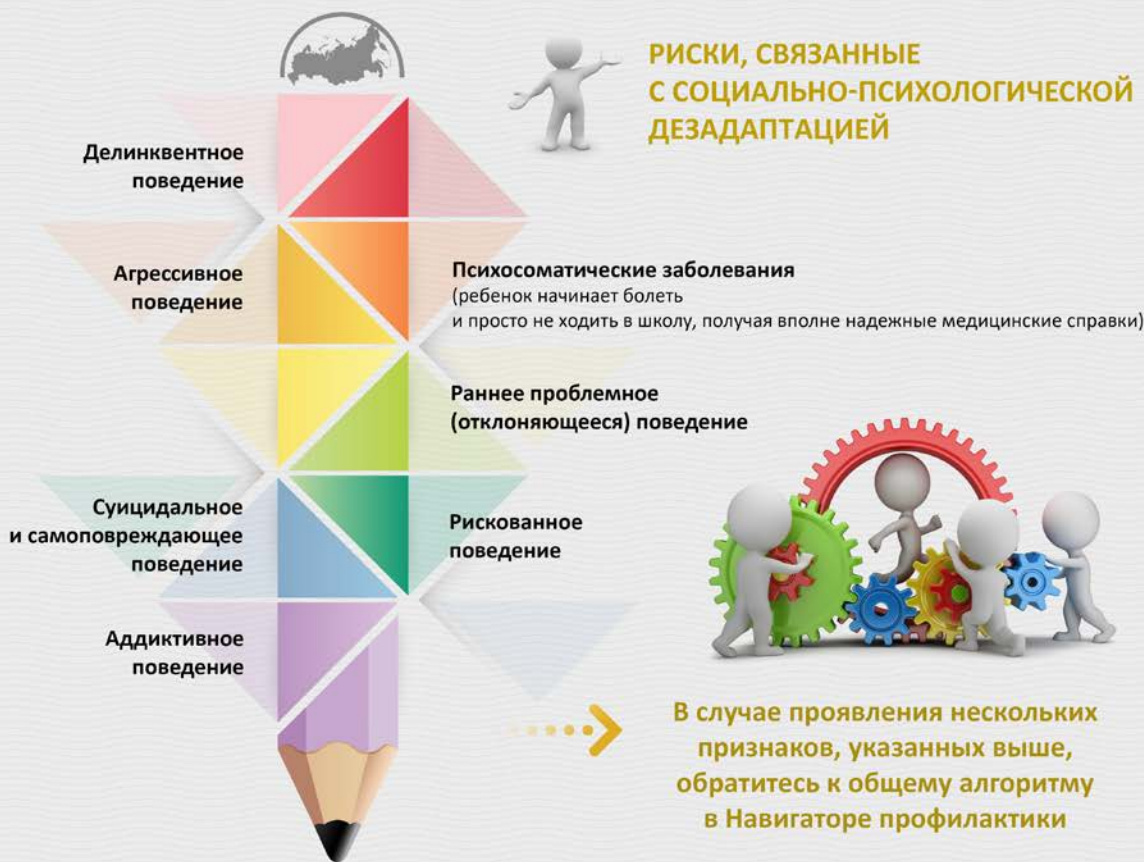 РИСКИ, СВЯЗАННЫЕ
С СОЦИАЛЬНО-ПСИХОЛОГИЧЕСКОЙ
ДЕЗАДАПТАЦИЕЙ
Делинквентное
поведение
Агрессивное
поведение
Психосоматические заболевания
(ребенок начинает болеть
и просто не ходить в школу, получая вполне надежные медицинские справки)
Раннее проблемное
(отклоняющееся) поведение
Суицидальное
и самоповреждающее
поведение
Рискованное
поведение
Аддиктивное
поведение
В случае проявления нескольких
признаков, указанных выше,
обратитесь к общему алгоритму
в Навигаторе профилактики